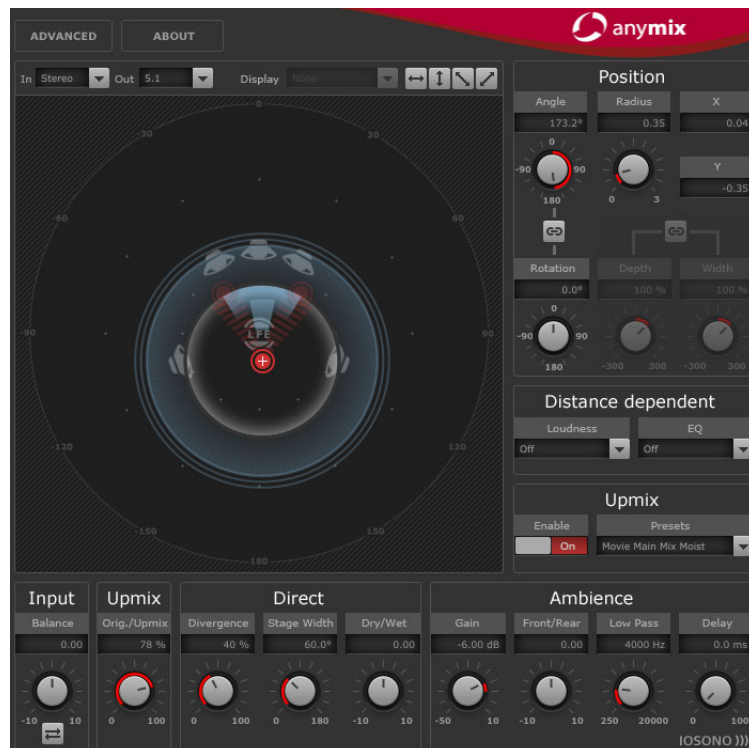 ADVANCED ABOUT anymix
In Stereo Out 5.1 Display None
Position
Angle Radius X
173.2° 0.35 0.04
0
-90 90 Y
180 0 3 -0.35
Rotation Depth Width
0.0° 100 % 100 %
0
-90 90
180 -300 300 -300 300
0
-30 30
-60 60
LFE
-90 90
-120 120
-150 150
-180
Distance dependent
Loudness EQ
Off Off
Upmix
Enable Presets
On Movie Main Mix Moist
Input Upmix Direct Ambience
Balance Orig./Upmix Divergence Stage Width Dry/Wet Gain Front/Rear Low Pass Delay
0.00 78 % 40 % 60.0° 0.00 -6.00 dB 0.00 4000 Hz 0.0 ms
-10 10 0 100 0 100 0 180 -10 10 -50 10 -10 10 250 20000 0 100
IOSONO )))